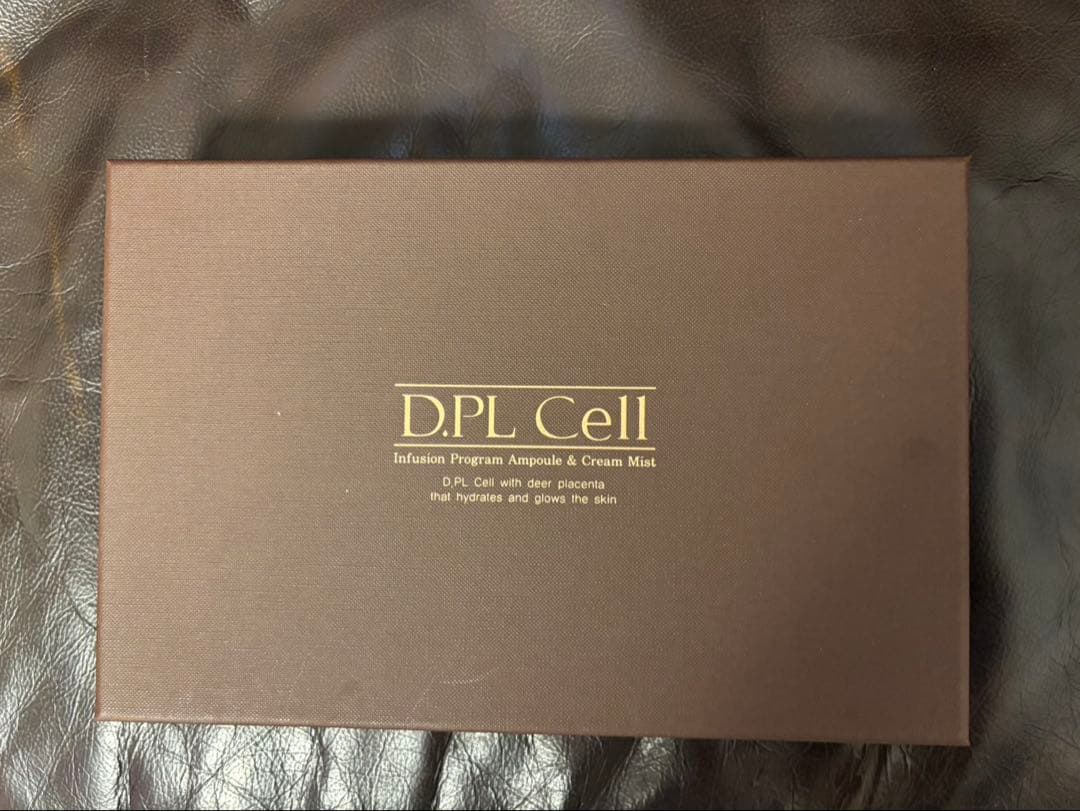 D.PL Cell
Infusion Program Ampoule & Cream Mist
D.PL Cell with deer placenta
that hydrates and glows the skin